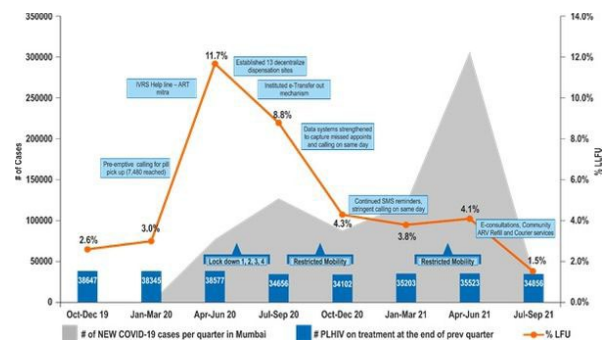 350000
300000
250000
200000
150000
100000
50000
0
# of Cases
14.0%
12.0%
10.0%
8.0%
6.0%
4.0%
2.0%
0.0%
% LLFU
2.6%
3.0%
11.7%
8.8%
4.3%
3.8%
4.1%
1.5%
Pre-emptive calling for pill
pick up (7,480 reached)
IVRS Help line – ART
mitra
Established 13 decentralize
dispensation sites
Instituted e-Transfer out
mechanism
Data systems strengthened
to capture missed appoints
and calling on same day
Continued SMS reminders,
stringent calling on same day
E-consultations, Community
ARV Refill and Courier services
Lock down 1, 2, 3, 4
Restricted Mobility
Restricted Mobility
38647
38345
38577
34656
34102
35203
35523
34856
Oct-Dec 19
Jan-Mar 20
Apr-Jun 20
Jul-Sep 20
Oct-Dec 20
Jan-Mar 21
Apr-Jun 21
Jul-Sep 21
# of NEW COVID-19 cases per quarter in Mumbai
# PLHIV on treatment at the end of prev quarter
% LFU